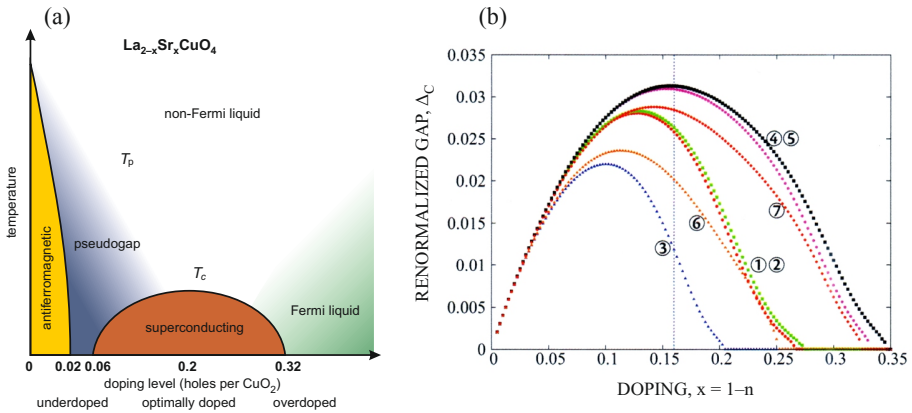 (a)
La2–xSrxCuO4
non-Fermi liquid
Tp
temperature
antiferromagnetic
pseudogap
Tc
superconducting
Fermi liquid
0 0.02 0.06 0.2 0.32
doping level (holes per CuO2)
underdoped optimally doped overdoped
(b)
RENORMALIZED GAP, ΔC
0.035
0.03
0.025
0.02
0.015
0.01
0.005
0
④⑤
⑦
⑥
③
①②
0 0.05 0.1 0.15 0.2 0.25 0.3 0.35
DOPING, x = 1–n